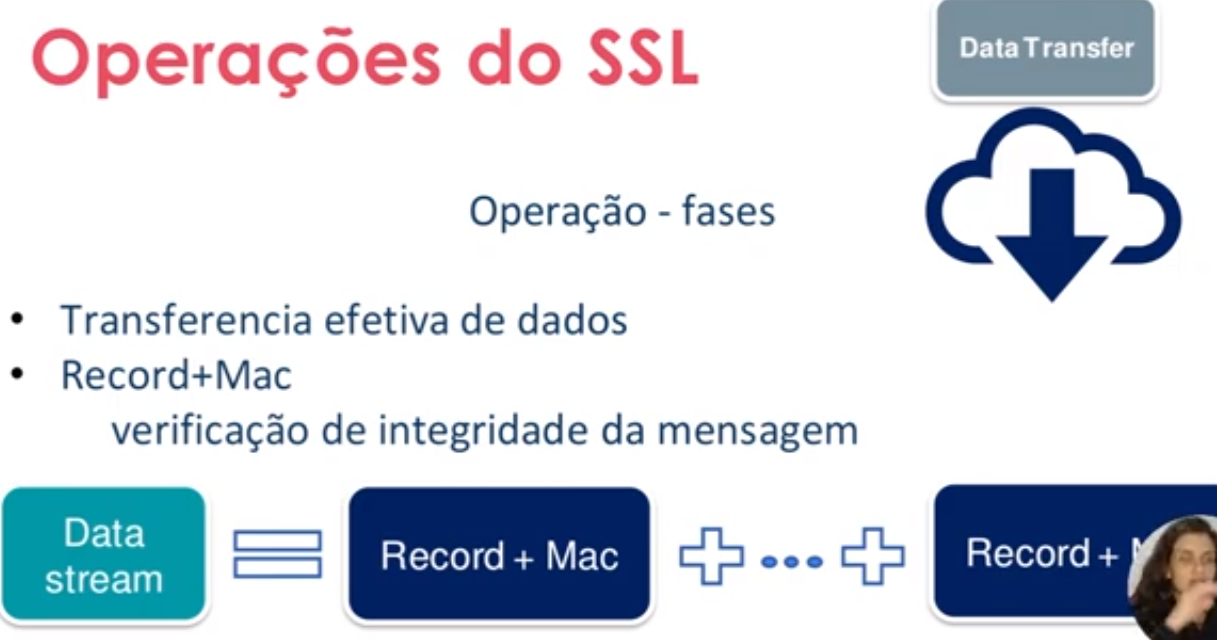 Operações do SSL
Data Transfer
Operação - fases
• Transferencia efetiva de dados
• Record+Mac
verificação de integridade da mensagem
Data
stream
Record + Mac
Record +